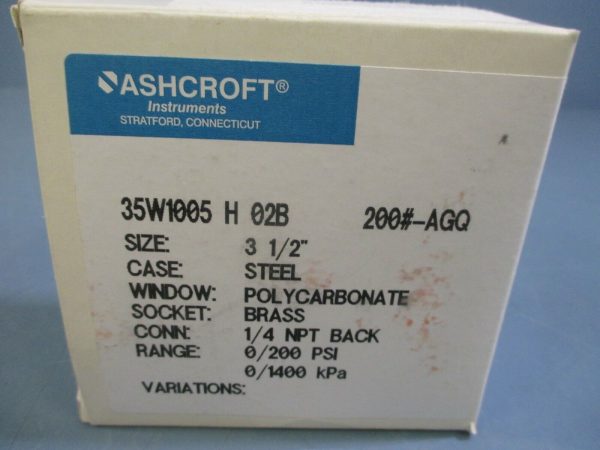 ASHCROFT®
Instruments
STRATFORD, CONNECTICUT
35W1005 H 02B 200#-AGQ
SIZE: 3 1/2"
CASE: STEEL
WINDOW: POLYCARBONATE
SOCKET: BRASS
CONN: 1/4 NPT BACK
RANGE: 0/200 PSI
0/1400 kPa
VARIATIONS: